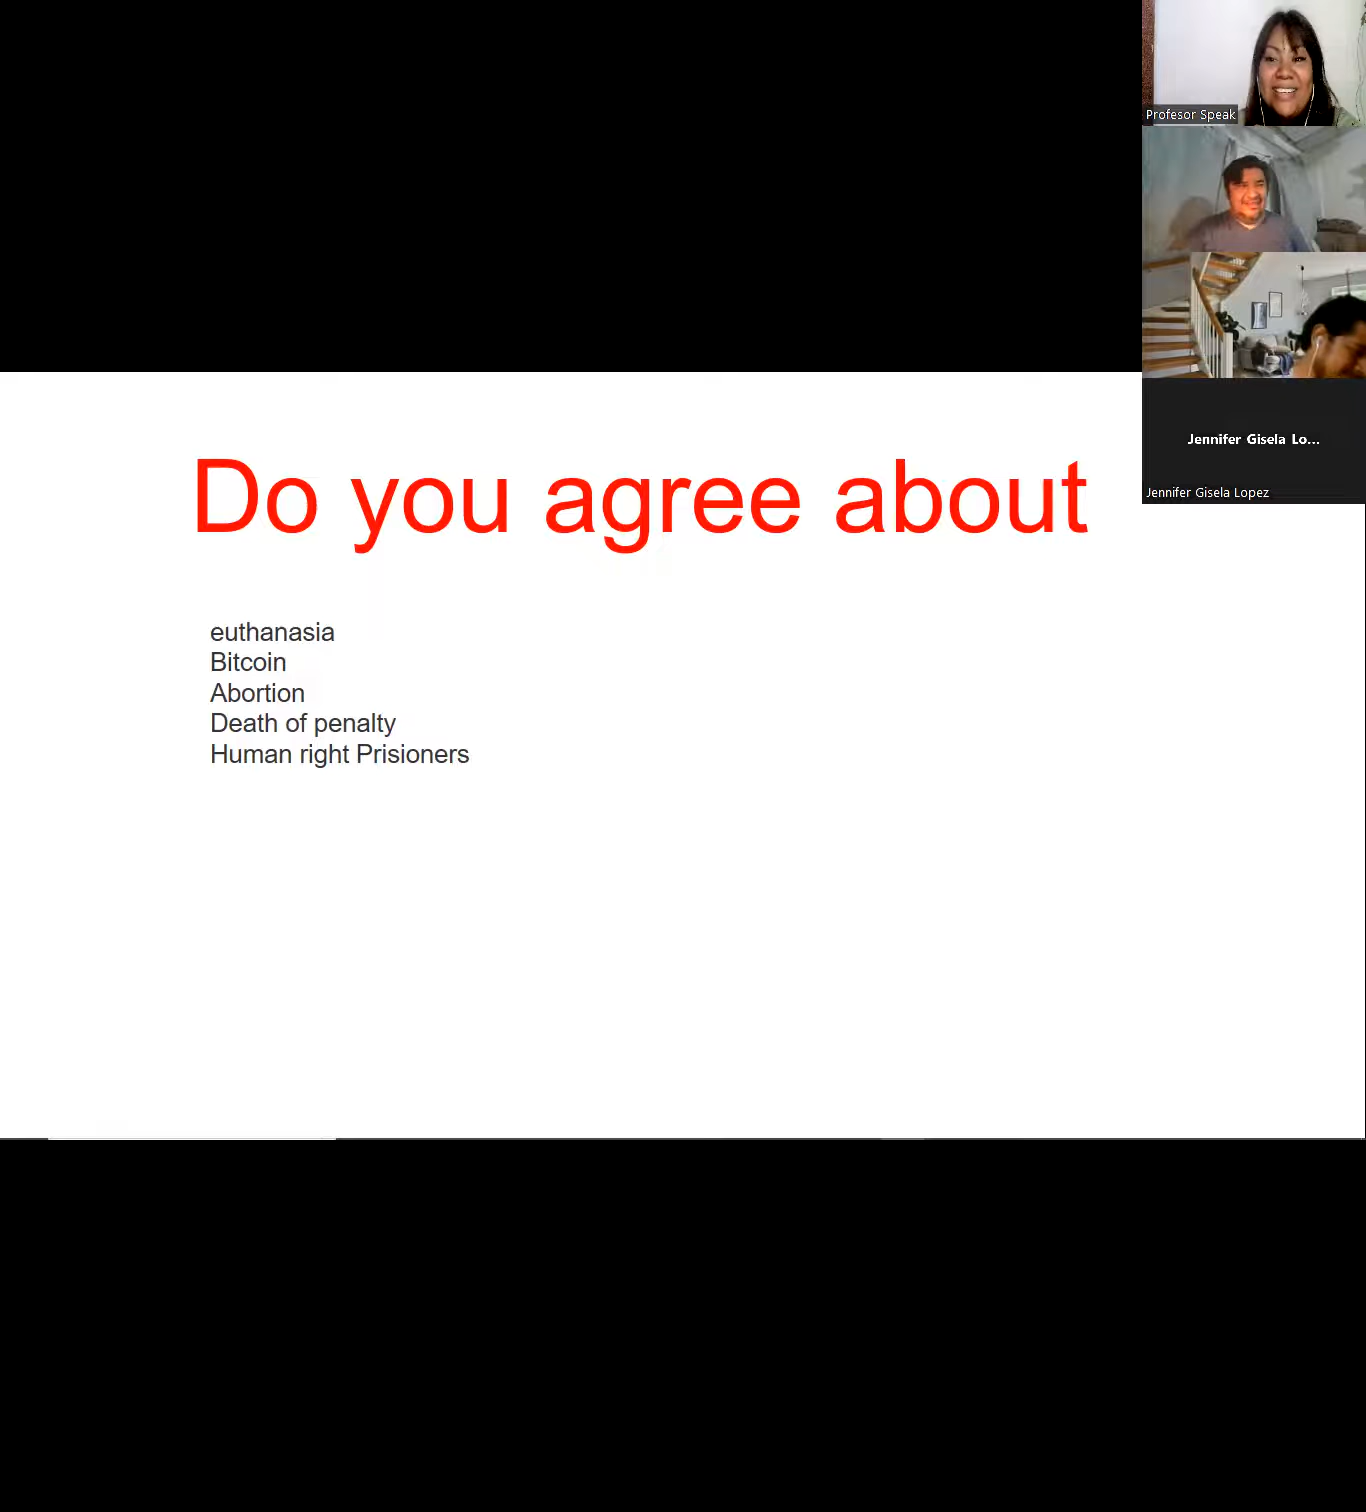 Profesor Speak
Jennifer Gisela Lo...
Jennifer Gisela Lopez
Do you agree about
euthanasia
Bitcoin
Abortion
Death of penalty
Human right Prisioners